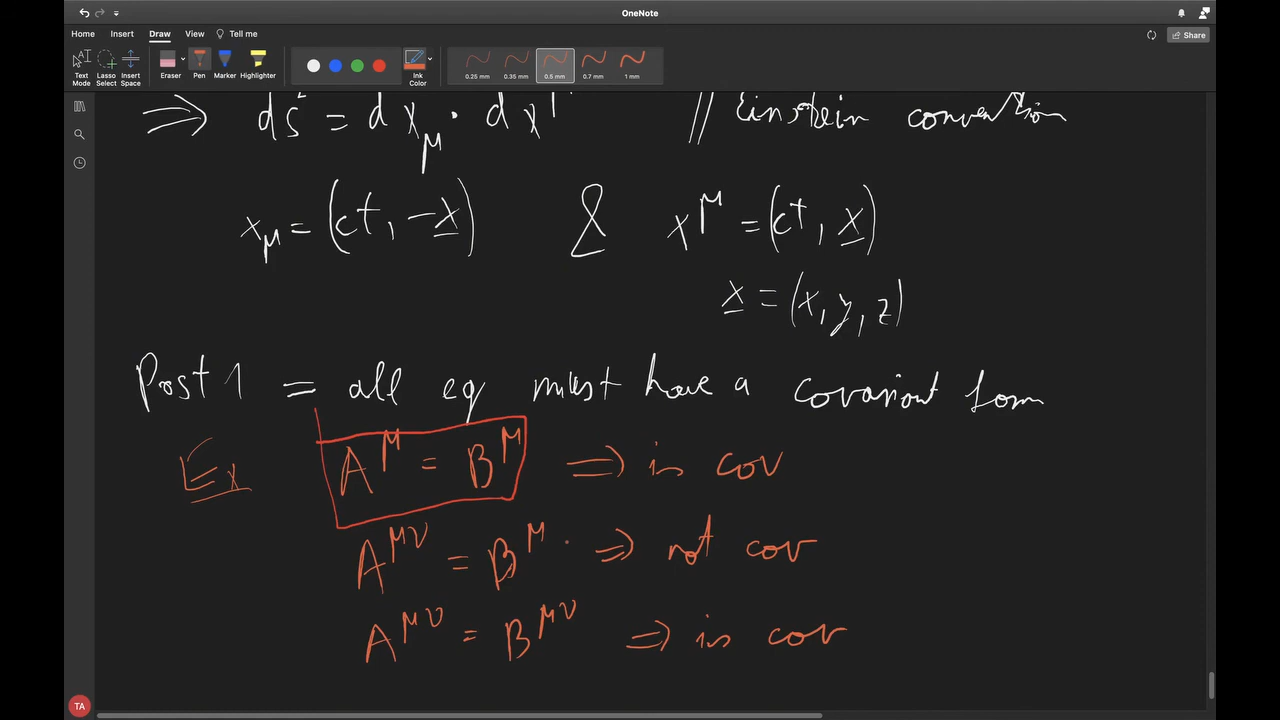 OneNote
Home Insert Draw View Tell me
Share
Text Mode Lasso Select Insert Space Eraser Pen Marker Highlighter Ink Color 0.25 mm 0.35 mm 0.5 mm 0.7 mm 1 mm
⇒ ds² = dx_μ · dx^μ // Einstein convention
x_μ = (ct, -x) & x^μ = (ct, x)
x = (x, y, z)
Post 1 = all eq must have a covariant form
Ex A^μ = B^μ ⇒ is cov
A^μν = B^μ · ⇒ not cov
A^μν = B^μν ⇒ is cov
TA